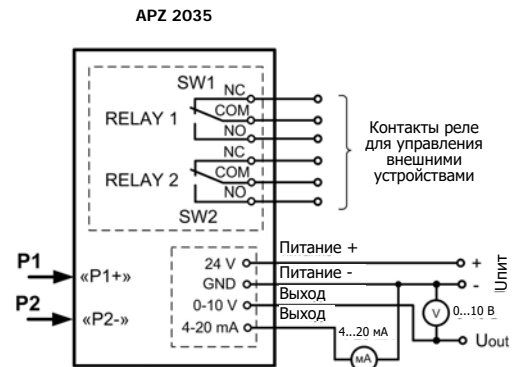 APZ 2035
SW1
NC
COM
NO
RELAY 1
NC
COM
NO
RELAY 2
SW2
Контакты реле
для управления
внешними
устройствами
P1
«P1+»
P2
«P2-»
24 V
GND
0-10 V
4-20 mA
Питание +
Питание -
Выход
Выход
+
-
Uпит
V
0...10 В
4...20 мА
мА
Uout